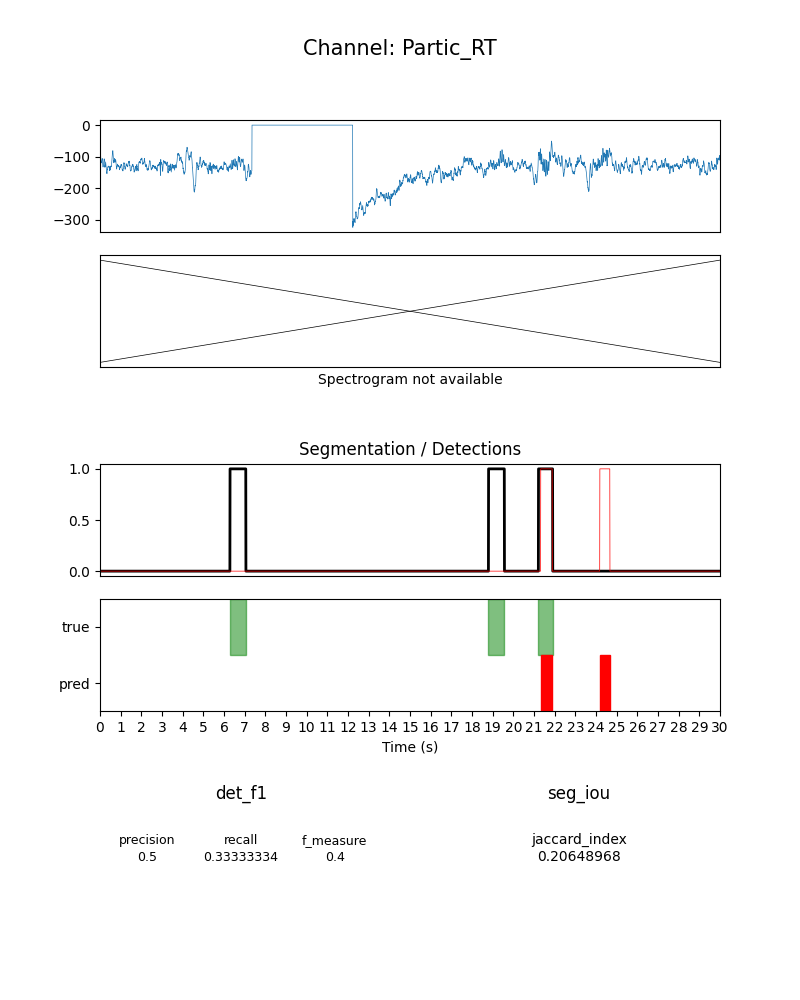 Channel: Partic_RT
0
−100
−200
−300
Spectrogram not available
Segmentation / Detections
1.0
0.5
0.0
true
pred
0 1 2 3 4 5 6 7 8 9 10 11 12 13 14 15 16 17 18 19 20 21 22 23 24 25 26 27 28 29 30
Time (s)
det_f1 seg_iou
precision recall f_measure jaccard_index
0.5 0.33333334 0.4 0.20648968